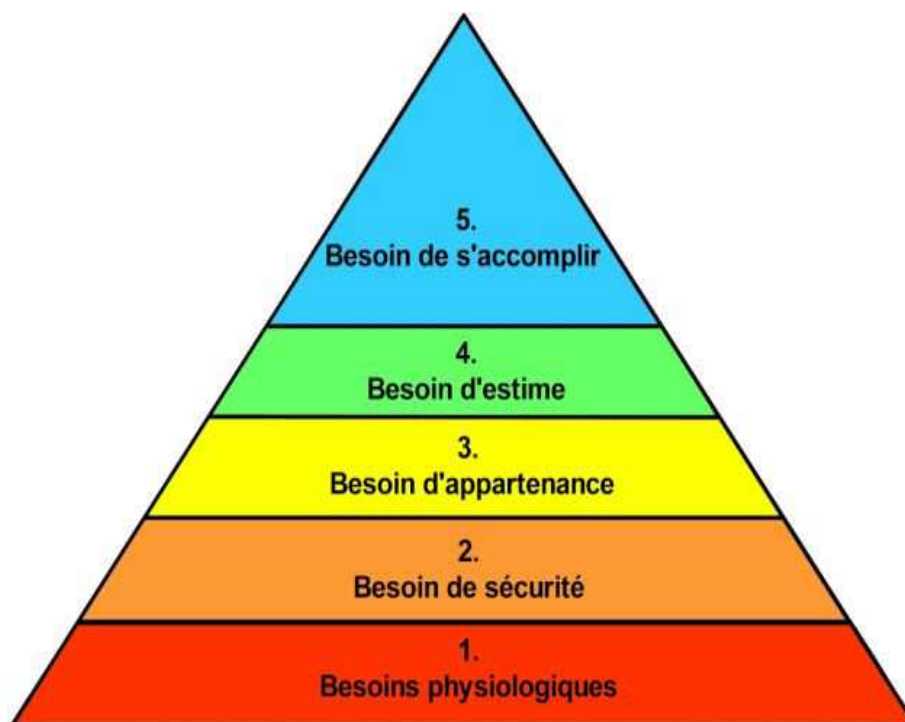 5.
Besoin de s'accomplir
4.
Besoin d'estime
3.
Besoin d'appartenance
2.
Besoin de sécurité
1.
Besoins physiologiques